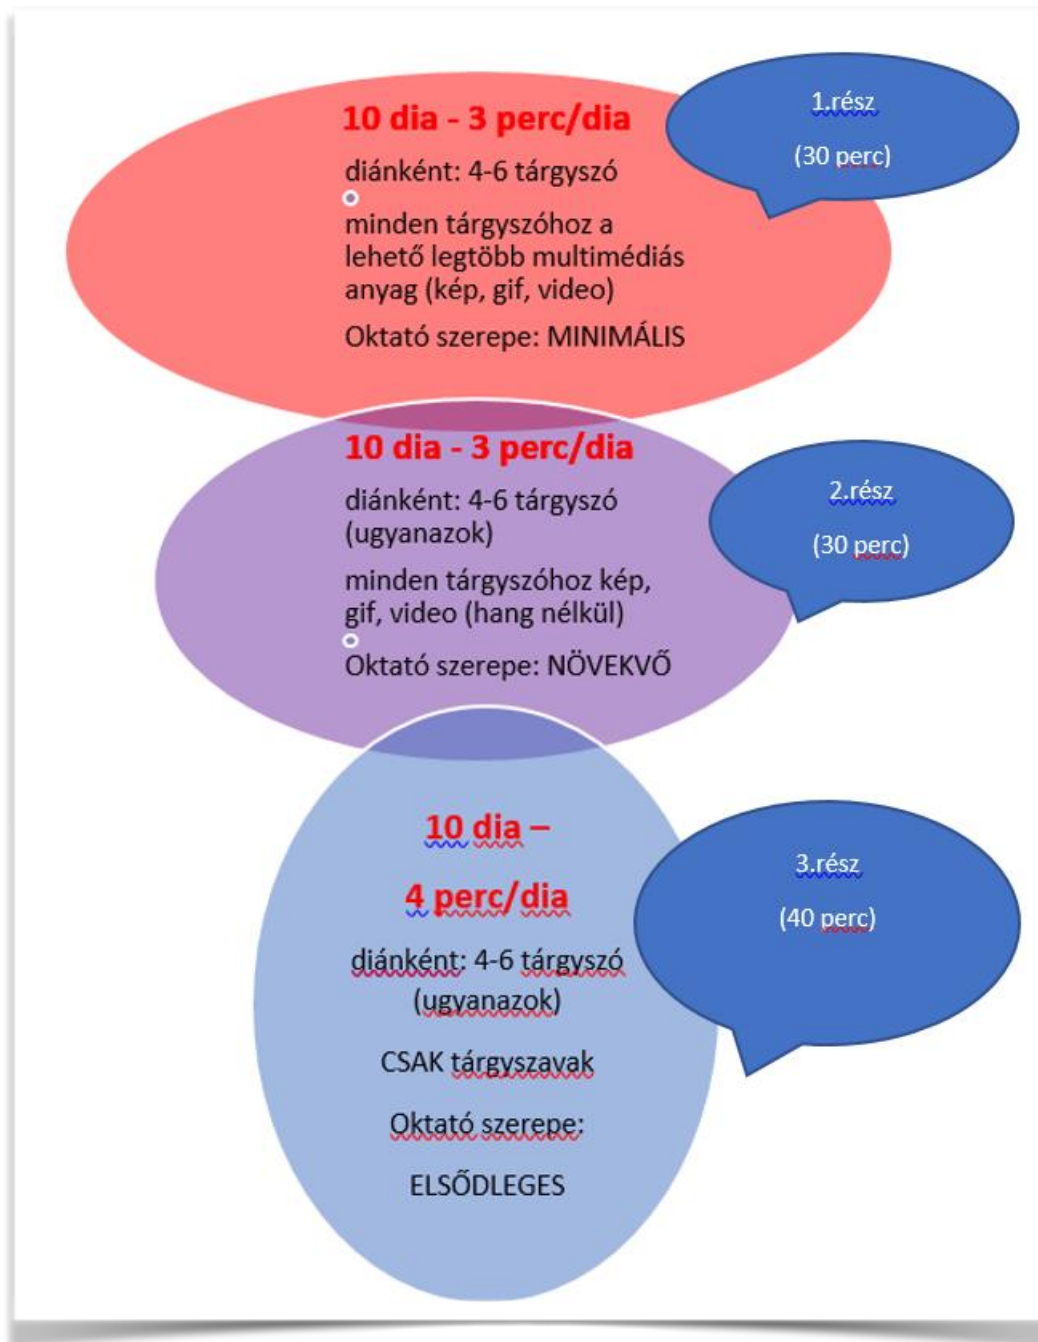 10 dia - 3 perc/dia
diánként: 4-6 tárgyszó
minden tárgyszóhoz a
lehető legtöbb multimédiás
anyag (kép, gif, video)
Oktató szerepe: MINIMÁLIS
1.rész
(30 perc)
10 dia - 3 perc/dia
diánként: 4-6 tárgyszó
(ugyanazok)
minden tárgyszóhoz kép,
gif, video (hang nélkül)
Oktató szerepe: NÖVEKVŐ
2.rész
(30 perc)
10 dia –
4 perc/dia
diánként: 4-6 tárgyszó
(ugyanazok)
CSAK tárgyszavak
Oktató szerepe:
ELSŐDLEGES
3.rész
(40 perc)